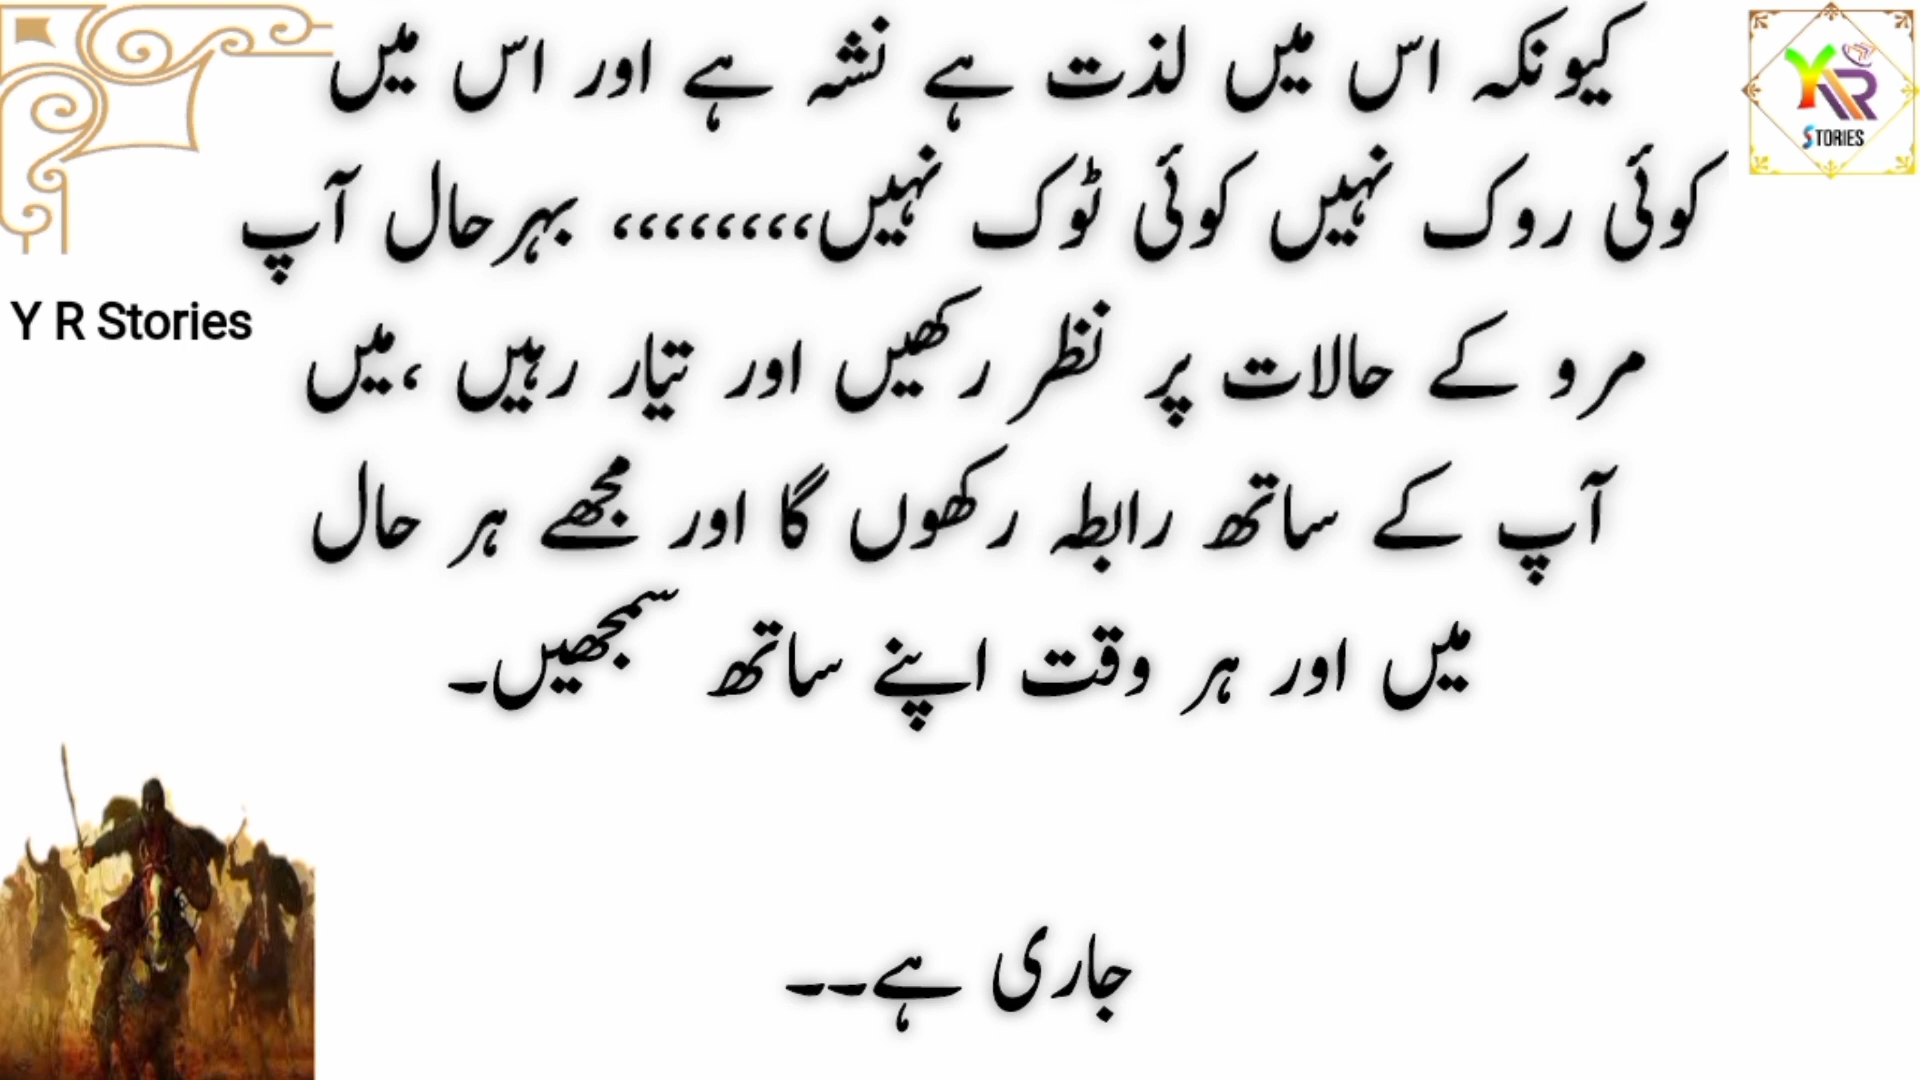 کیونکہ اس میں لذت ہے نشہ ہے اور اس میں
کوئی روک نہیں کوئی ٹوک نہیں،،،،،،،، بہرحال آپ
مرو کے حالات پر نظر رکھیں اور تیار رہیں ،میں
آپ کے ساتھ رابطہ رکھوں گا اور مجھے ہر حال
میں اور ہر وقت اپنے ساتھ سمجھیں۔
جاری ہے۔۔
Y R Stories
YR
STORIES